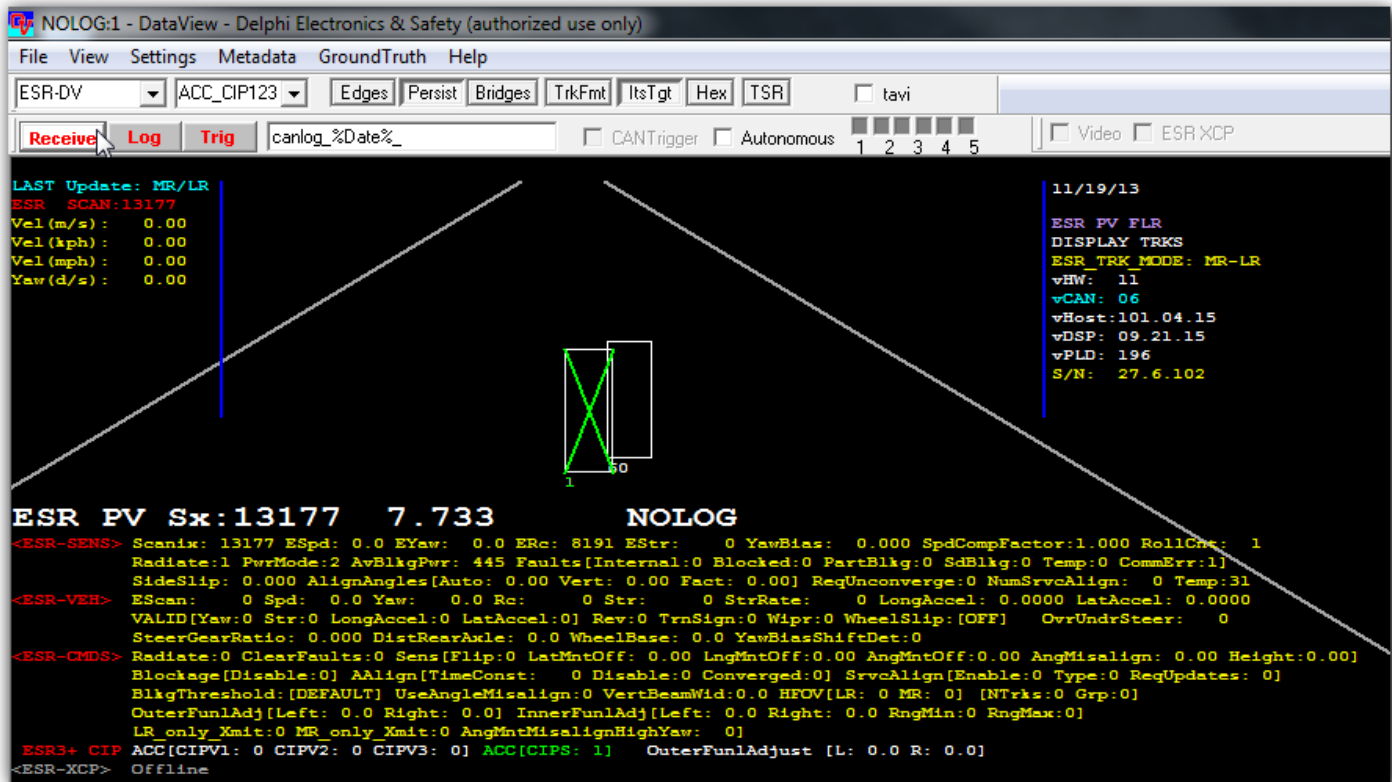 NOLOG:1 - DataView - Delphi Electronics & Safety (authorized use only)
File View Settings Metadata GroundTruth Help
ESR-DV ACC_CIP123 Edges Persist Bridges TrkFmt ItsTgt Hex TSR tavi
Receive Log Trig canlog_%Date%_ CANTrigger Autonomous 1 2 3 4 5 Video ESR XCP
LAST Update: MR/LR
ESR SCAN:13177
Vel(m/s): 0.00
Vel(kph): 0.00
Vel(mph): 0.00
Yaw(d/s): 0.00
11/19/13
ESR PV FLR
DISPLAY TRKS
ESR_TRK_MODE: MR-LR
vHW: 11
vCAN: 06
vHost:101.04.15
vDSP: 09.21.15
vPLD: 196
S/N: 27.6.102
60
1
ESR PV Sx:13177 7.733 NOLOG
<ESR-SENS> Scanix: 13177 ESpd: 0.0 EYaw: 0.0 ERc: 8191 EStr: 0 YawBias: 0.000 SpdCompFactor:1.000 RollCnt: 1
Radiate:1 PwrMode:2 AvBlkgPwr: 445 Faults[Internal:0 Blocked:0 PartBlkg:0 SdBlkg:0 Temp:0 CommErr:1]
SideSlip: 0.000 AlignAngles[Auto: 0.00 Vert: 0.00 Fact: 0.00] ReqUnconverge:0 NumSrvcAlign: 0 Temp:31
<ESR-VEH> EScan: 0 Spd: 0.0 Yaw: 0.0 Rc: 0 Str: 0 StrRate: 0 LongAccel: 0.0000 LatAccel: 0.0000
VALID[Yaw:0 Str:0 LongAccel:0 LatAccel:0] Rev:0 TrnSign:0 Wipr:0 WheelSlip:[OFF] OvrUndrSteer: 0
SteerGearRatio: 0.000 DistRearAxle: 0.0 WheelBase: 0.0 YawBiasShiftDet:0
<ESR-CMDS> Radiate:0 ClearFaults:0 Sens[Flip:0 LatMntOff: 0.00 LngMntOff:0.00 AngMntOff:0.00 AngMisalign: 0.00 Height:0.00]
Blockage[Disable:0] AAlign[TimeConst: 0 Disable:0 Converged:0] SrvcAlign[Enable:0 Type:0 ReqUpdates: 0]
BlkgThreshold:[DEFAULT] UseAngleMisalign:0 VertBeamWid:0.0 HFOV[LR: 0 MR: 0] [NTrks:0 Grp:0]
OuterFunlAdj[Left: 0.0 Right: 0.0] InnerFunlAdj[Left: 0.0 Right: 0.0 RngMin:0 RngMax:0]
LR_only_Xmit:0 MR_only_Xmit:0 AngMntMisalignHighYaw: 0]
ESR3+ CIP ACC[CIPV1: 0 CIPV2: 0 CIPV3: 0] ACC[CIPS: 1] OuterFunlAdjust [L: 0.0 R: 0.0]
<ESR-XCP> Offline